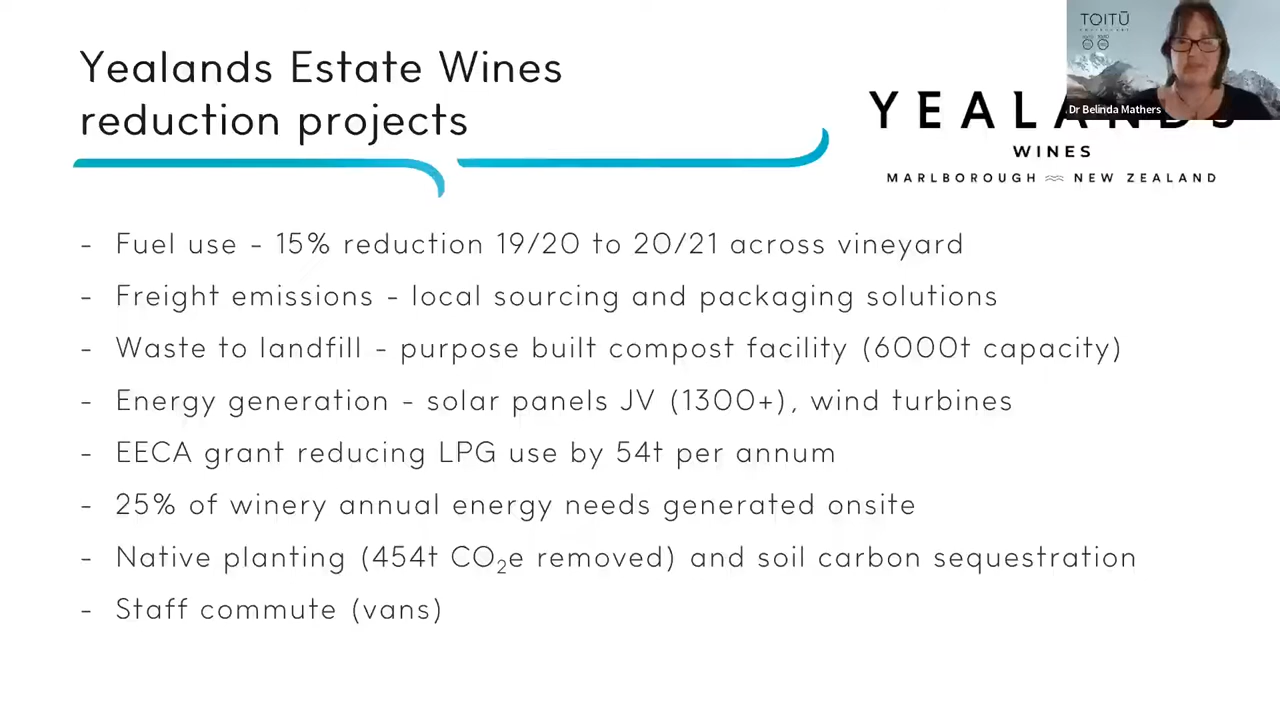 Yealands Estate Wines
reduction projects
TOITŪ
Dr Belinda Mathers
WINES
MARLBOROUGH NEW ZEALAND
- Fuel use - 15% reduction 19/20 to 20/21 across vineyard
- Freight emissions - local sourcing and packaging solutions
- Waste to landfill - purpose built compost facility (6000t capacity)
- Energy generation - solar panels JV (1300+), wind turbines
- EECA grant reducing LPG use by 54t per annum
- 25% of winery annual energy needs generated onsite
- Native planting (454t CO₂e removed) and soil carbon sequestration
- Staff commute (vans)